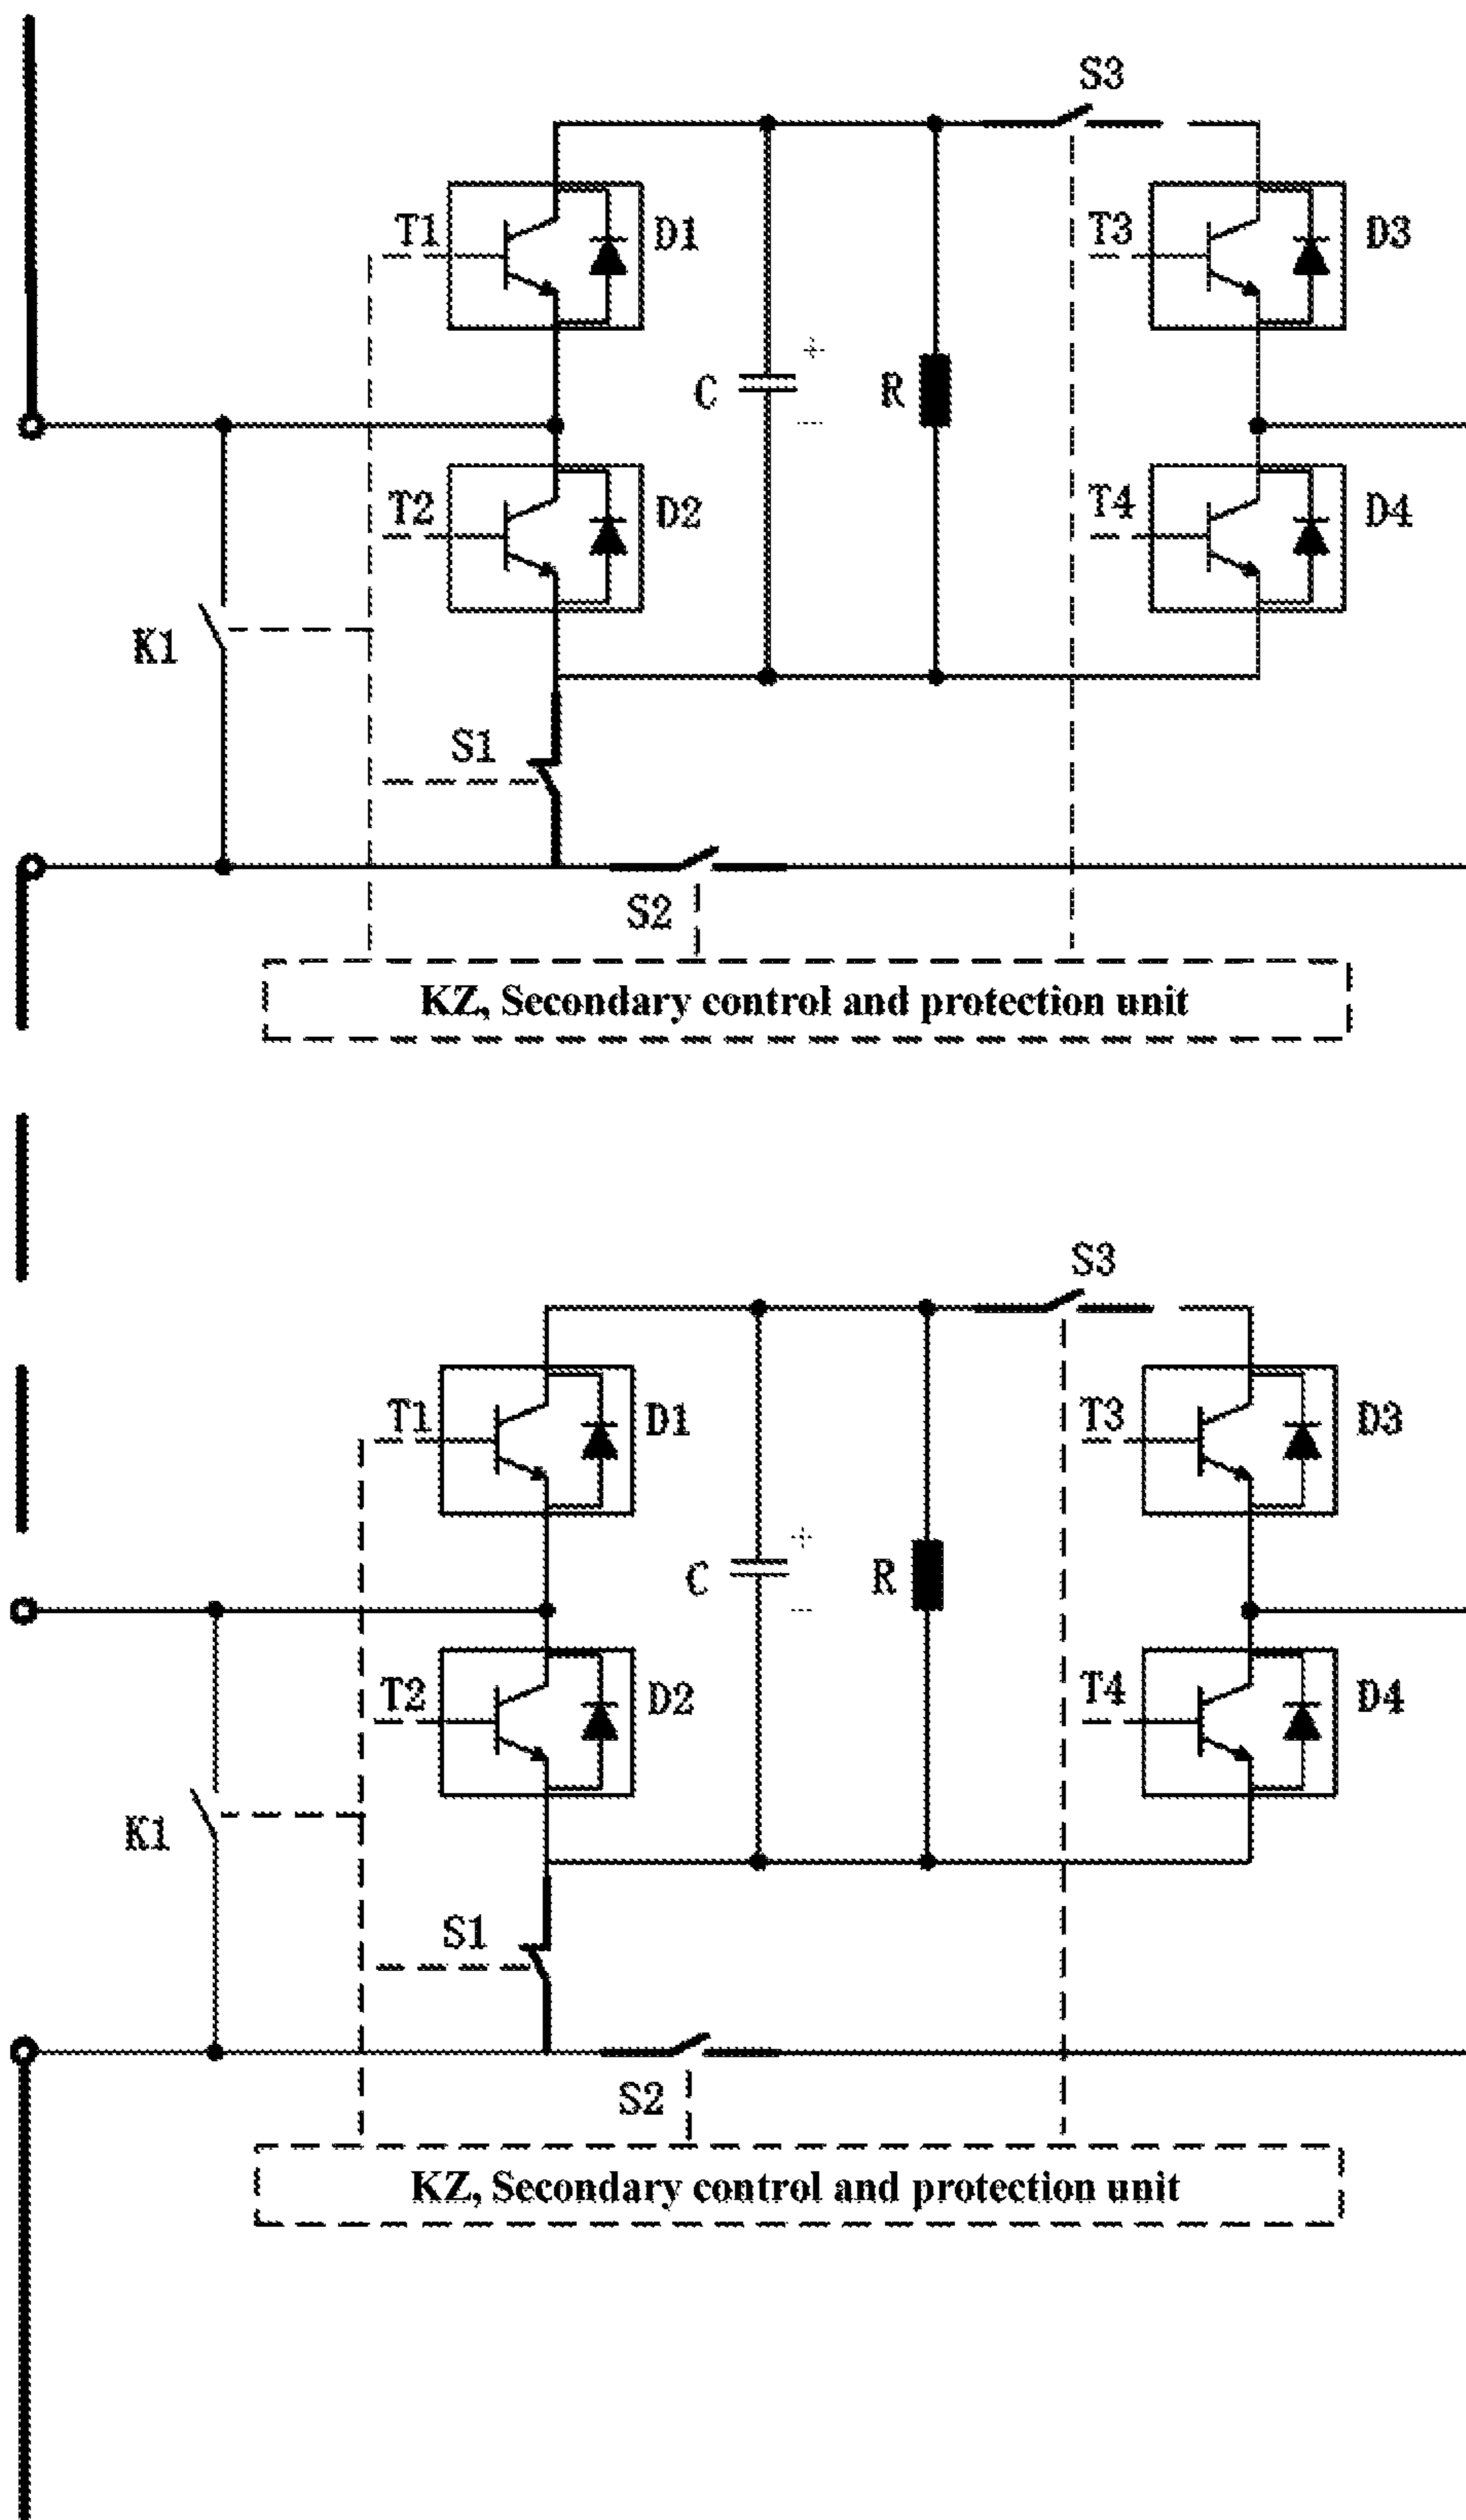 S3
T1
D1
T3
D3
+
C
R
-
T2
D2
T4
D4
K1
S1
S2
KZ, Secondary control and protection unit
S3
T1
D1
T3
D3
+
C
R
-
T2
D2
T4
D4
K1
S1
S2
KZ, Secondary control and protection unit